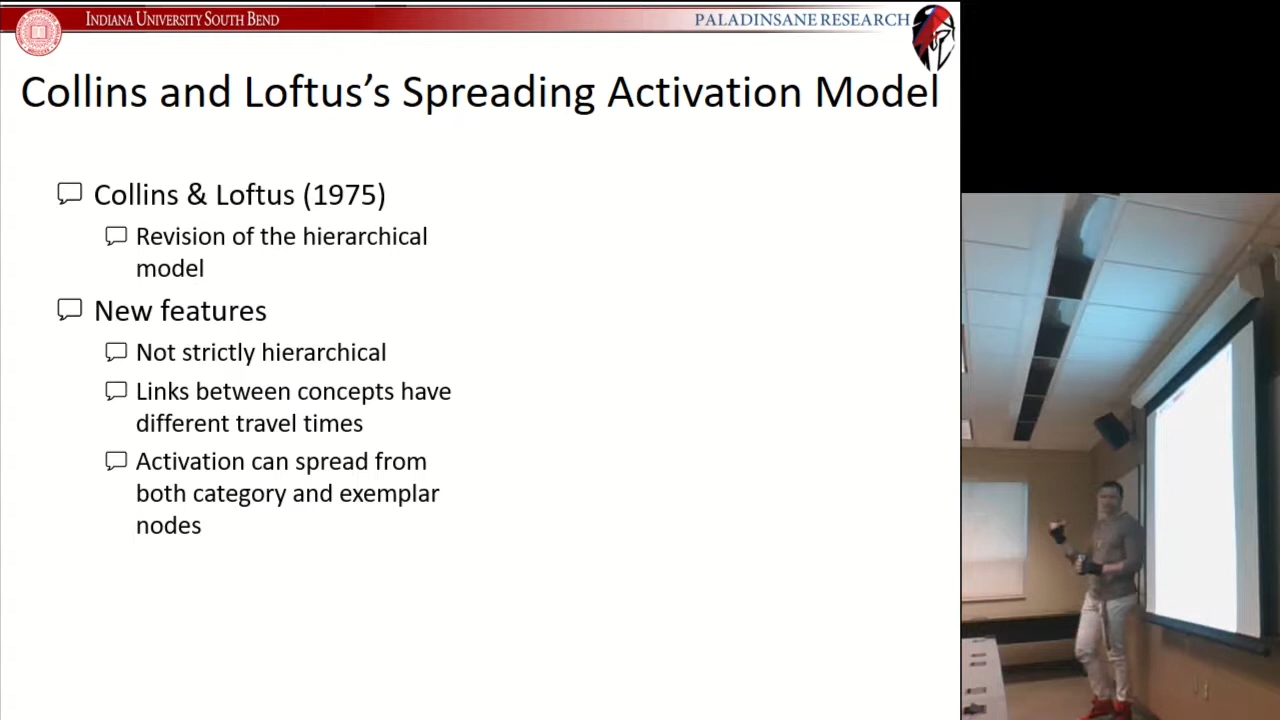 INDIANA UNIVERSITY SOUTH BEND
PALADINSANE RESEARCH
Collins and Loftus’s Spreading Activation Model
Collins & Loftus (1975)
Revision of the hierarchical
model
New features
Not strictly hierarchical
Links between concepts have
different travel times
Activation can spread from
both category and exemplar
nodes